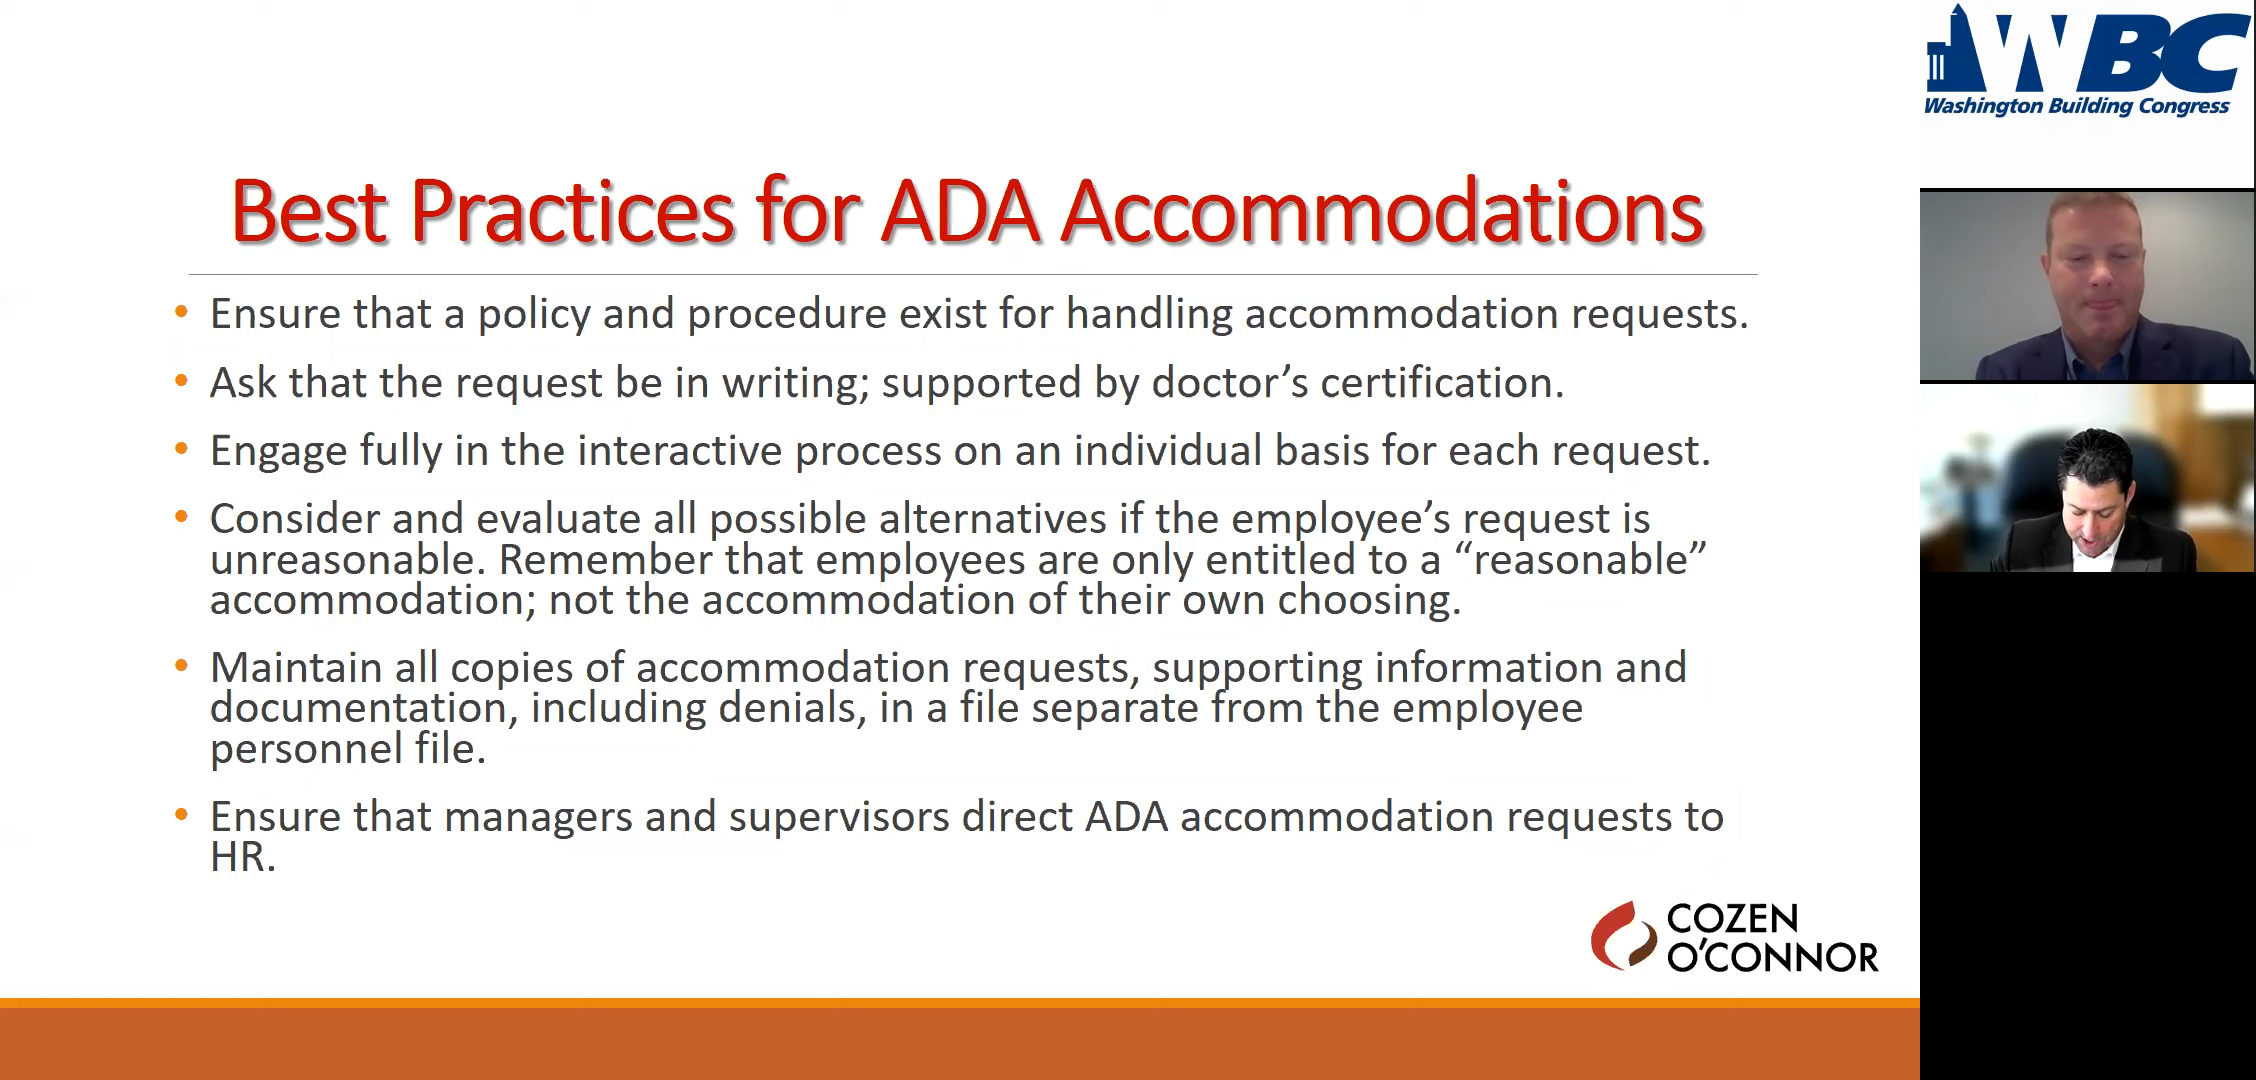 Best Practices for ADA Accommodations
• Ensure that a policy and procedure exist for handling accommodation requests.
• Ask that the request be in writing; supported by doctor’s certification.
• Engage fully in the interactive process on an individual basis for each request.
• Consider and evaluate all possible alternatives if the employee’s request is
unreasonable. Remember that employees are only entitled to a “reasonable”
accommodation; not the accommodation of their own choosing.
• Maintain all copies of accommodation requests, supporting information and
documentation, including denials, in a file separate from the employee
personnel file.
• Ensure that managers and supervisors direct ADA accommodation requests to
HR.
COZEN
O’CONNOR
WBC
Washington Building Congress